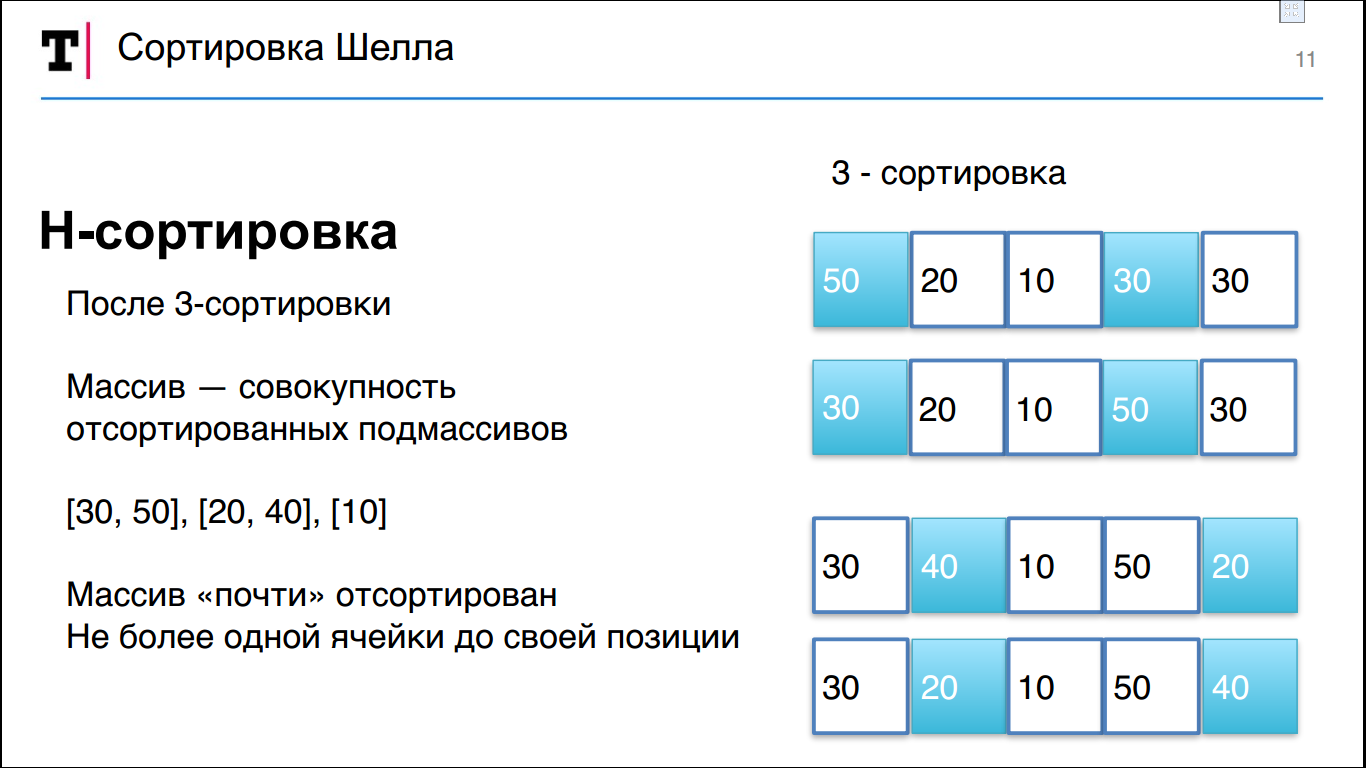 T
Сортировка Шелла
11
3 - сортировка
Н-сортировка
После 3-сортировки
Массив — совокупность
отсортированных подмассивов
[30, 50], [20, 40], [10]
Массив «почти» отсортирован
Не более одной ячейки до своей позиции
50 20 10 30 30
30 20 10 50 30
30 40 10 50 20
30 20 10 50 40